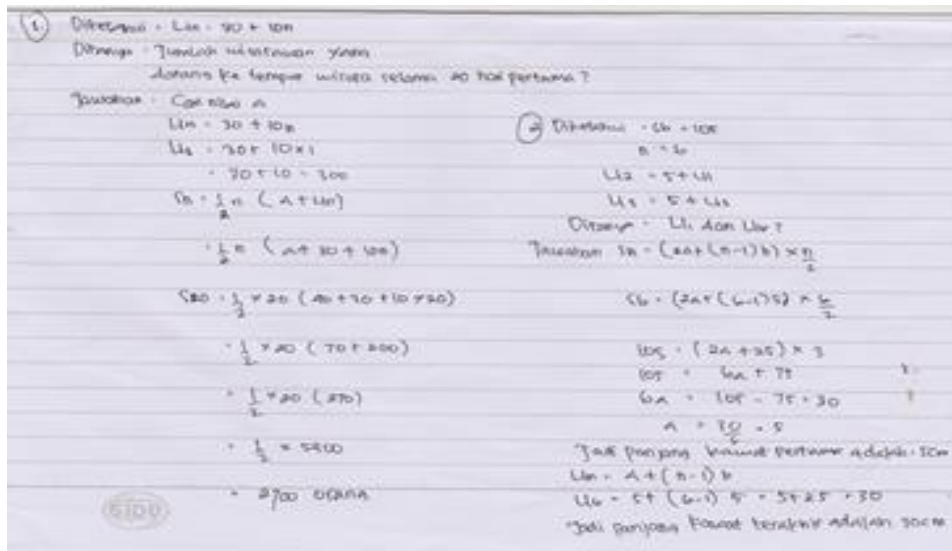 1. Diketahui : Un = 30 + 10n
Ditanya : Jumlah wisatawan yang
datang ke tempat wisata selama 20 hari pertama ?
Jawaban : Cari nilai A
Un = 30 + 10n
U1 = 30 + 10 x 1
= 30 + 10 = 300
Sn = 1/2 n (A + Un)
= 1/2 n (A + 30 + 10n)
S20 = 1/2 x 20 (40 + 30 + 10 x 20)
= 1/2 x 20 (70 + 200)
= 1/2 x 20 (270)
= 1/2 x 5400
= 2700 orang
2 Diketahui : S6 = 105
n = 6
U2 = 5 + U1
Ditanya : U1 dan
Jawaban Sn = (2A + (n-1) b) x n/2
S6 = (2A + (6-1) 5) x 6/2
105 = (2A + 25) x 3
105 = 6A + 75
6A = 105 - 75 = 30
A = 30/6 = 5
Jadi panjang kawat pertama adalah 5cm
Un = A + (n-1) b
U6 = 5 + (6-1) 5 = 5 + 25 = 30
Jadi panjang kawat terakhir adalah 30cm
SIDU